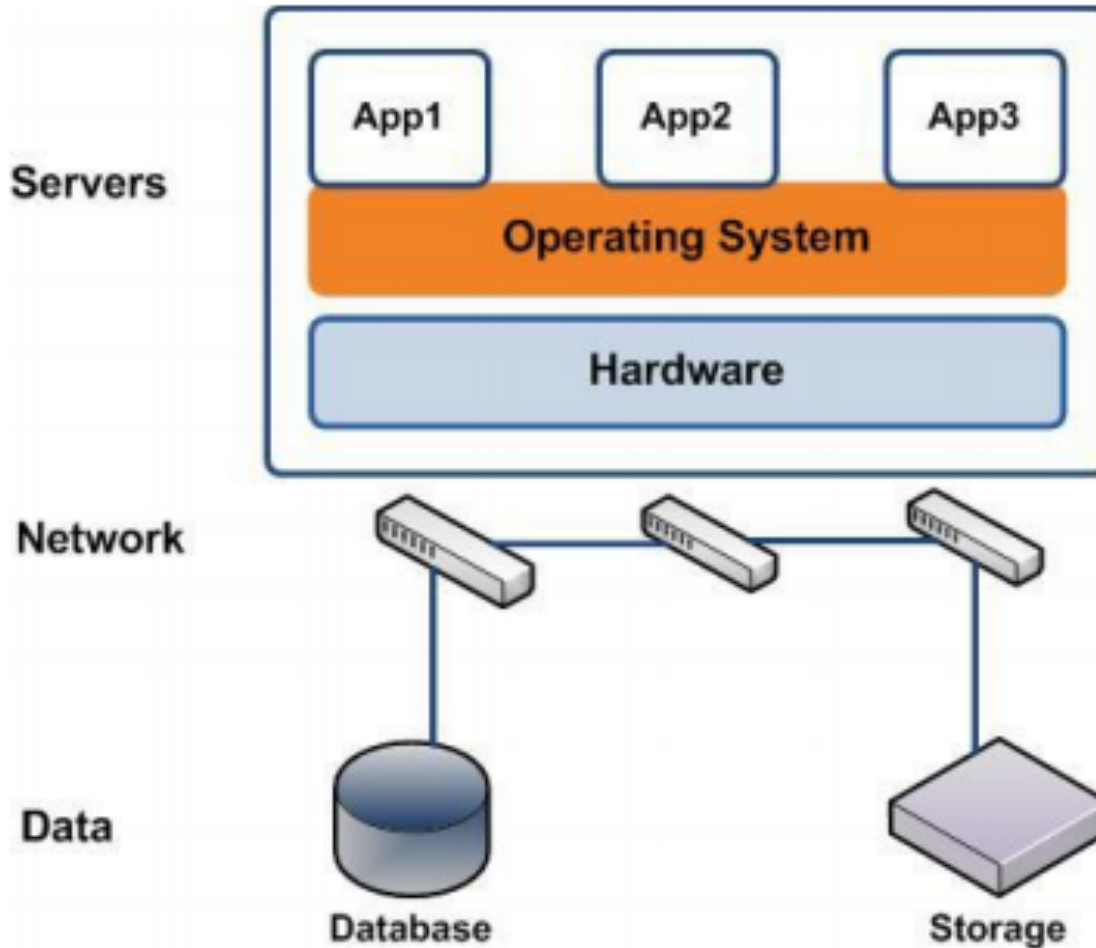 App1 App2 App3
Servers
Operating System
Hardware
Network
Data
Database Storage